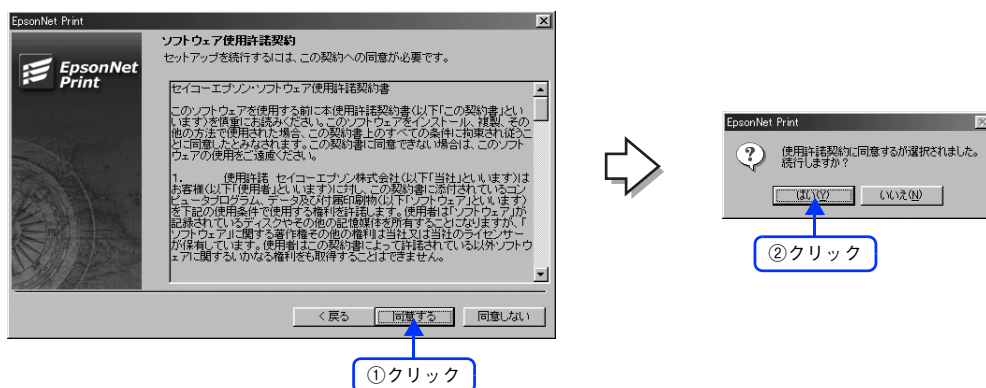 EpsonNet Print
EpsonNet
Print
ソフトウェア使用許諾契約
セットアップを続行するには、この契約への同意が必要です。
セイコーエプソン・ソフトウェア使用許諾契約書
このソフトウェアを使用する前に本使用許諾契約書（以下「この契約書」とい
います）を慎重にお読みください。このソフトウェアをインストール、複製、その
他の方法で使用された場合、この契約書上のすべての条件に拘束され従うこ
とに同意したとみなされます。この契約書に同意できない場合は、このソフト
ウェアの使用をご遠慮ください。
1. 使用許諾 セイコーエプソン株式会社（以下「当社」といいます）は
お客様（以下「使用者」といいます）に対し、この契約書に添付されているコン
ピュータプログラム、データ及び付属印刷物（以下「ソフトウェア」といいます）
を下記の使用条件で使用する権利を許諾します。使用者は「ソフトウェア」が
記録されているディスクやその他の記憶媒体を所有することになりますが、「
ソフトウェア」に関する著作権その他の権利は当社又は当社のライセンサー
が保有しています。使用者はこの契約書によって許諾されている以外ソフトウ
ェアに関するいかなる権利をも取得することはできません。
< 戻る
同意する
同意しない
①クリック
EpsonNet Print
使用許諾契約に同意するが選択されました。
続行しますか？
はい(Y)
いいえ(N)
②クリック